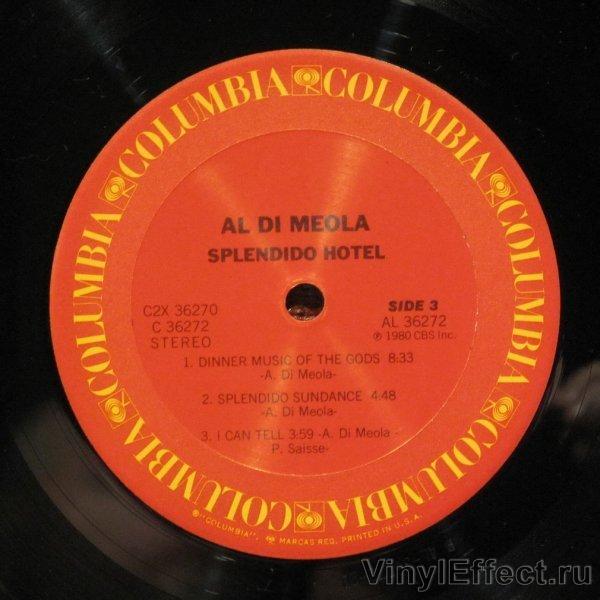 COLUMBIA COLUMBIA COLUMBIA COLUMBIA COLUMBIA COLUMBIA
AL DI MEOLA
SPLENDIDO HOTEL
C2X 36270
C 36272
STEREO
SIDE 3
AL 36272
℗ 1980 CBS Inc.
1. DINNER MUSIC OF THE GODS 8:33
-A. Di Meola-
2. SPLENDIDO SUNDANCE 4:48
-A. Di Meola-
3. I CAN TELL 3:59 -A. Di Meola -
P. Saisse-
® "COLUMBIA", MARCAS REG. PRINTED IN U.S.A.
VinylEffect.ru